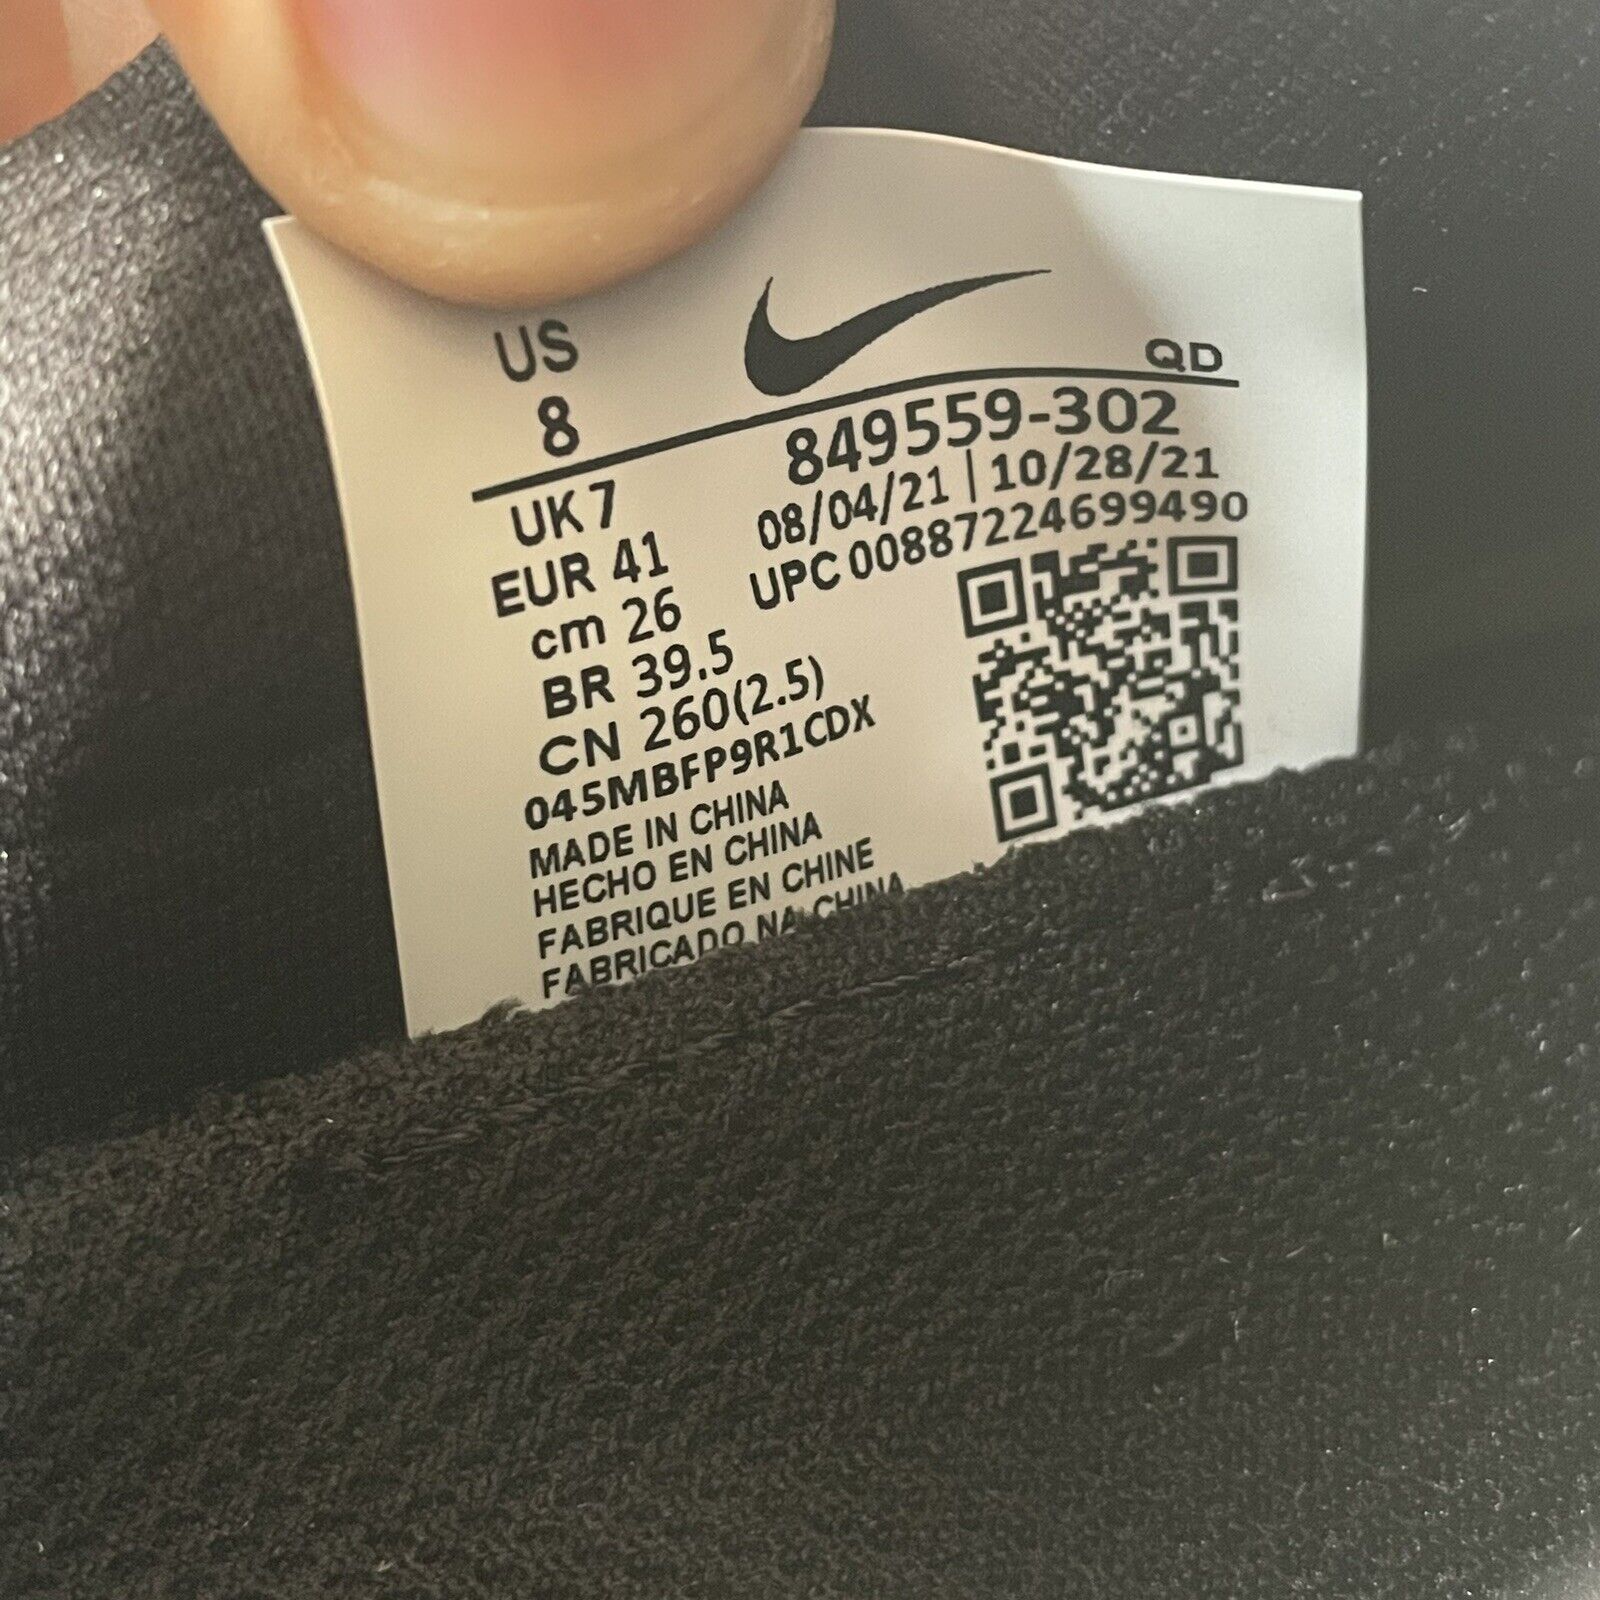 US
8
QD
849559-302
08/04/21 | 10/28/21
UPC 00887224699490
UK 7
EUR 41
cm 26
BR 39.5
CN 260(2.5)
045MBFP9R1CDX
MADE IN CHINA
HECHO EN CHINA
FABRIQUE EN CHINE
FABRICADO NA CHINA